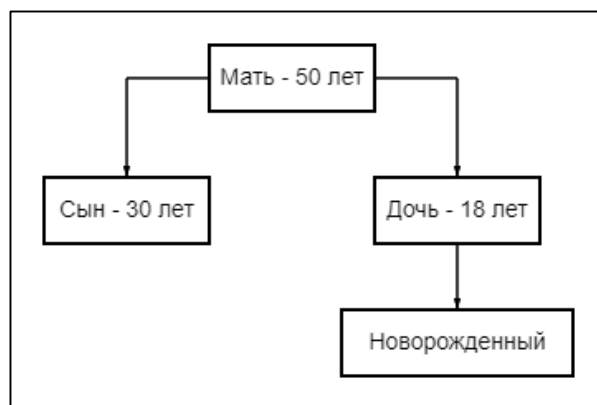 Мать - 50 лет
Сын - 30 лет
Дочь - 18 лет
Новорожденный